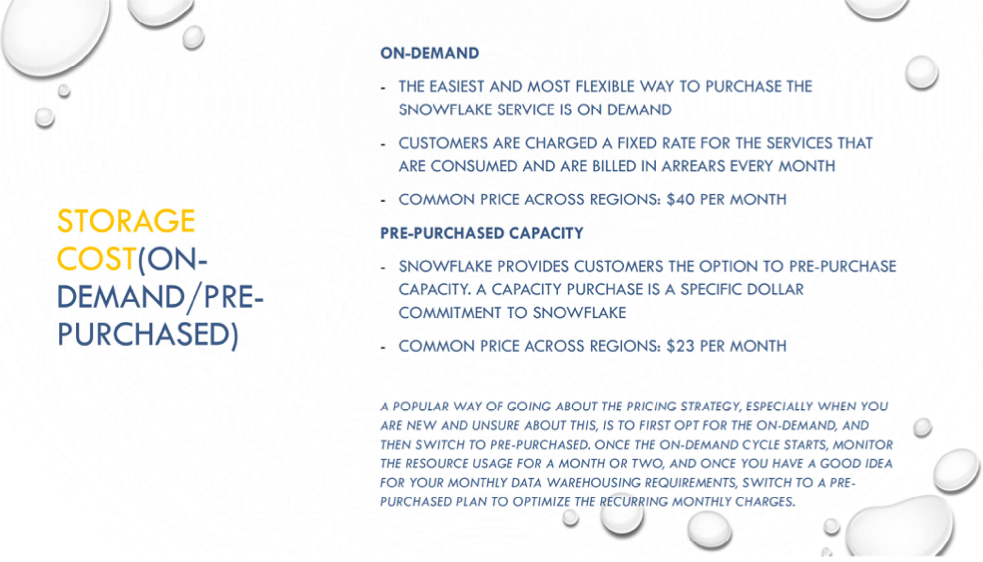 STORAGE
COST(ON-
DEMAND/PRE-
PURCHASED)
ON-DEMAND
- THE EASIEST AND MOST FLEXIBLE WAY TO PURCHASE THE
SNOWFLAKE SERVICE IS ON DEMAND
- CUSTOMERS ARE CHARGED A FIXED RATE FOR THE SERVICES THAT
ARE CONSUMED AND ARE BILLED IN ARREARS EVERY MONTH
- COMMON PRICE ACROSS REGIONS: $40 PER MONTH
PRE-PURCHASED CAPACITY
- SNOWFLAKE PROVIDES CUSTOMERS THE OPTION TO PRE-PURCHASE
CAPACITY. A CAPACITY PURCHASE IS A SPECIFIC DOLLAR
COMMITMENT TO SNOWFLAKE
- COMMON PRICE ACROSS REGIONS: $23 PER MONTH
A POPULAR WAY OF GOING ABOUT THE PRICING STRATEGY, ESPECIALLY WHEN YOU
ARE NEW AND UNSURE ABOUT THIS, IS TO FIRST OPT FOR THE ON-DEMAND, AND
THEN SWITCH TO PRE-PURCHASED. ONCE THE ON-DEMAND CYCLE STARTS, MONITOR
THE RESOURCE USAGE FOR A MONTH OR TWO, AND ONCE YOU HAVE A GOOD IDEA
FOR YOUR MONTHLY DATA WAREHOUSING REQUIREMENTS, SWITCH TO A PRE-
PURCHASED PLAN TO OPTIMIZE THE RECURRING MONTHLY CHARGES.